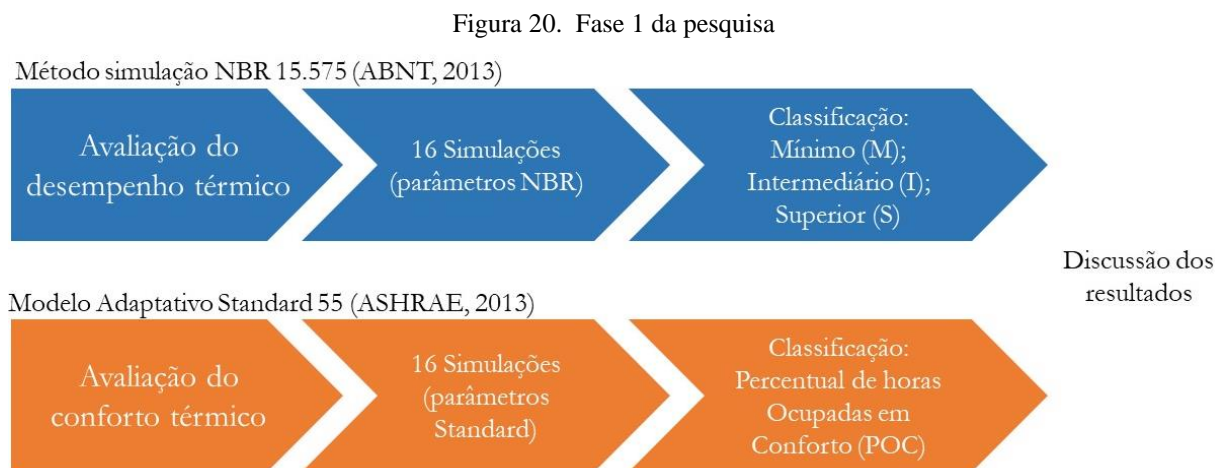 Figura 20. Fase 1 da pesquisa
Método simulação NBR 15.575 (ABNT, 2013)
Avaliação do
desempenho térmico
16 Simulações
(parâmetros NBR)
Classificação:
Mínimo (M);
Intermediário (I);
Superior (S)
Modelo Adaptativo Standard 55 (ASHRAE, 2013)
Avaliação do
conforto térmico
16 Simulações
(parâmetros
Standard)
Classificação:
Percentual de horas
Ocupadas em
Conforto (POC)
Discussão dos
resultados